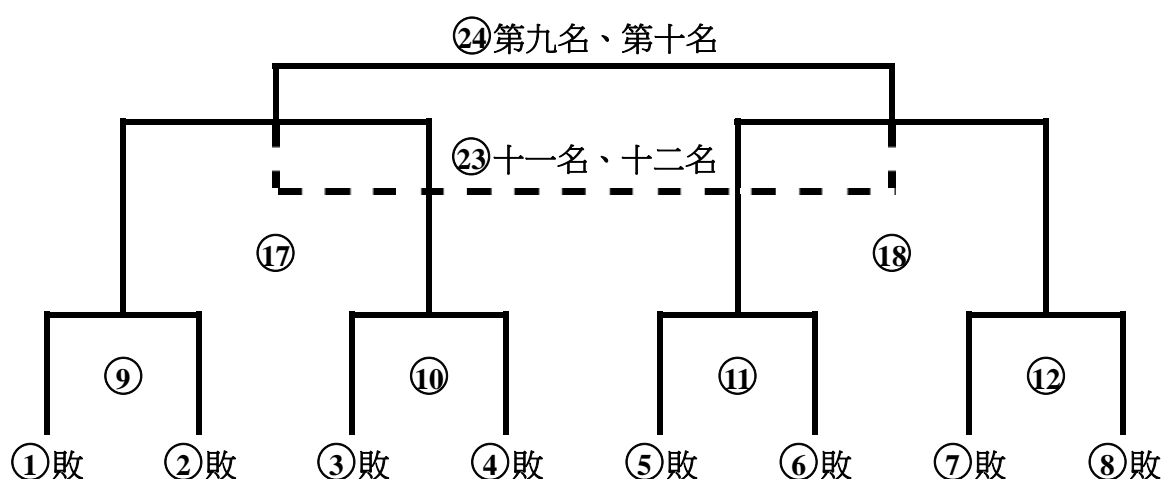 ㉔第九名、第十名
㉓十一名、十二名
⑰ ⑱
⑨ ⑩ ⑪ ⑫
①敗 ②敗 ③敗 ④敗 ⑤敗 ⑥敗 ⑦敗 ⑧敗